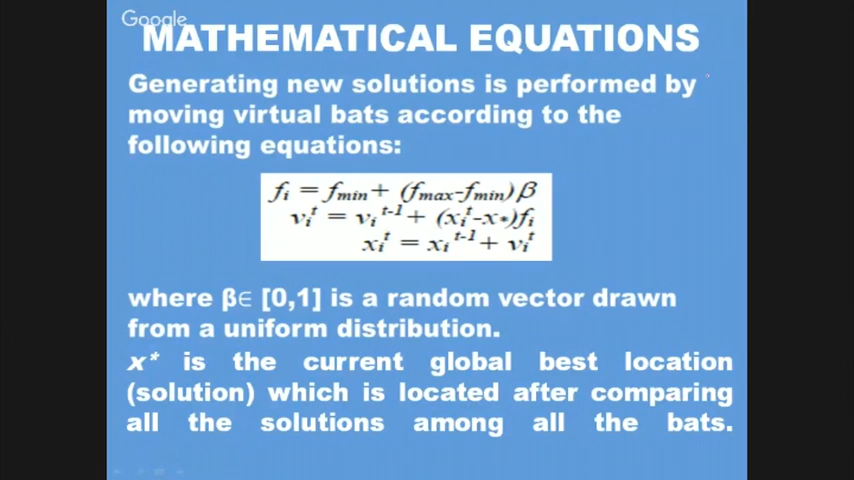 Google
MATHEMATICAL EQUATIONS
Generating new solutions is performed by
moving virtual bats according to the
following equations:
fᵢ = fmin+ (fmax-fmin)β
vᵢᵗ = vᵢᵗ⁻¹+ (xᵢᵗ-x*)fᵢ
xᵢᵗ = xᵢᵗ⁻¹+ vᵢᵗ
where β∈ [0,1] is a random vector drawn
from a uniform distribution.
x* is the current global best location
(solution) which is located after comparing
all the solutions among all the bats.